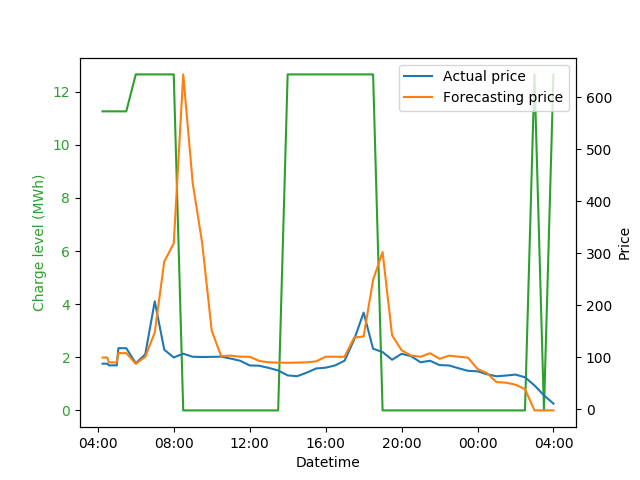 Actual price
Forecasting price
Charge level (MWh)
12
10
8
6
4
2
0
600
500
400
300
200
100
0
Price
04:00 08:00 12:00 16:00 20:00 00:00 04:00
Datetime